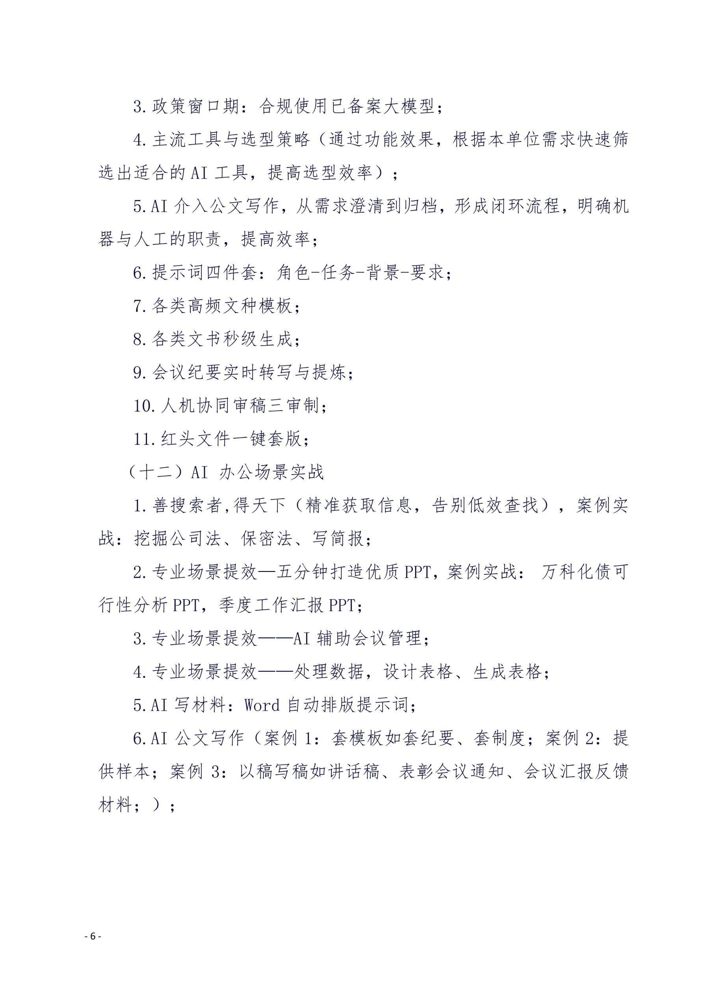 3.政策窗口期：合规使用已备案大模型；
4.主流工具与选型策略（通过功能效果，根据本单位需求快速筛
选出适合的 AI 工具，提高选型效率）；
5.AI 介入公文写作，从需求澄清到归档，形成闭环流程，明确机
器与人工的职责，提高效率；
6.提示词四件套：角色-任务-背景-要求；
7.各类高频文种模板；
8.各类文书秒级生成；
9.会议纪要实时转写与提炼；
10.人机协同审稿三审制；
11.红头文件一键套版；
（十二）AI 办公场景实战
1.善搜索者,得天下（精准获取信息，告别低效查找），案例实
战：挖掘公司法、保密法、写简报；
2.专业场景提效—五分钟打造优质 PPT，案例实战： 万科化债可
行性分析 PPT，季度工作汇报 PPT；
3.专业场景提效——AI 辅助会议管理；
4.专业场景提效——处理数据，设计表格、生成表格；
5.AI 写材料：Word 自动排版提示词；
6.AI 公文写作（案例 1：套模板如套纪要、套制度；案例 2：提
供样本；案例 3：以稿写稿如讲话稿、表彰会议通知、会议汇报反馈
材料；）；
- 6 -